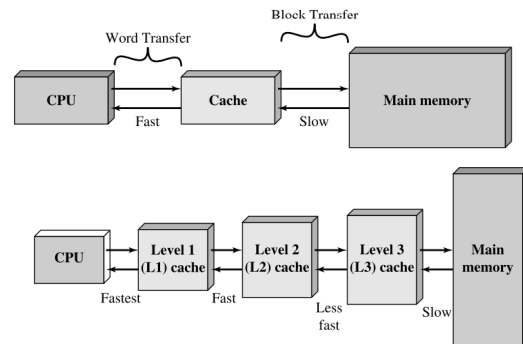 Block Transfer
Word Transfer
CPU
Cache
Main memory
Fast
Slow
CPU
Level 1
(L1) cache
Level 2
(L2) cache
Level 3
(L3) cache
Main
memory
Fastest
Fast
Less
fast
Slow